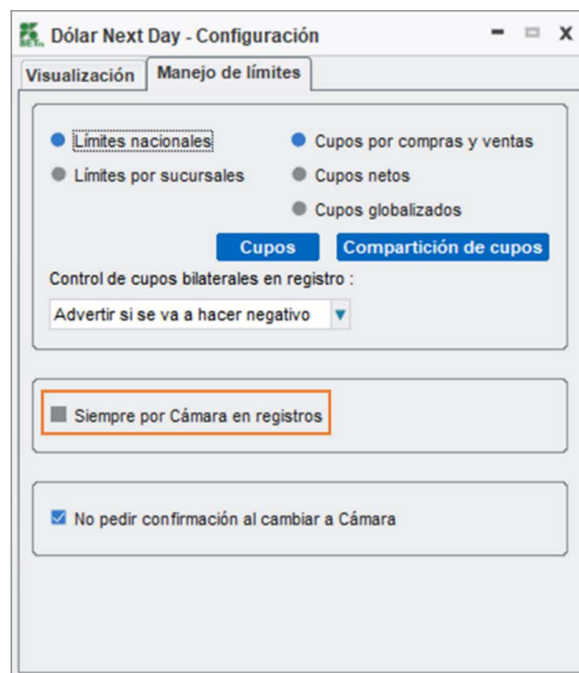 Dólar Next Day - Configuración
Visualización
Manejo de límites
Límites nacionales
Cupos por compras y ventas
Límites por sucursales
Cupos netos
Cupos globalizados
Cupos
Compartición de cupos
Control de cupos bilaterales en registro :
Advertir si se va a hacer negativo
Siempre por Cámara en registros
No pedir confirmación al cambiar a Cámara